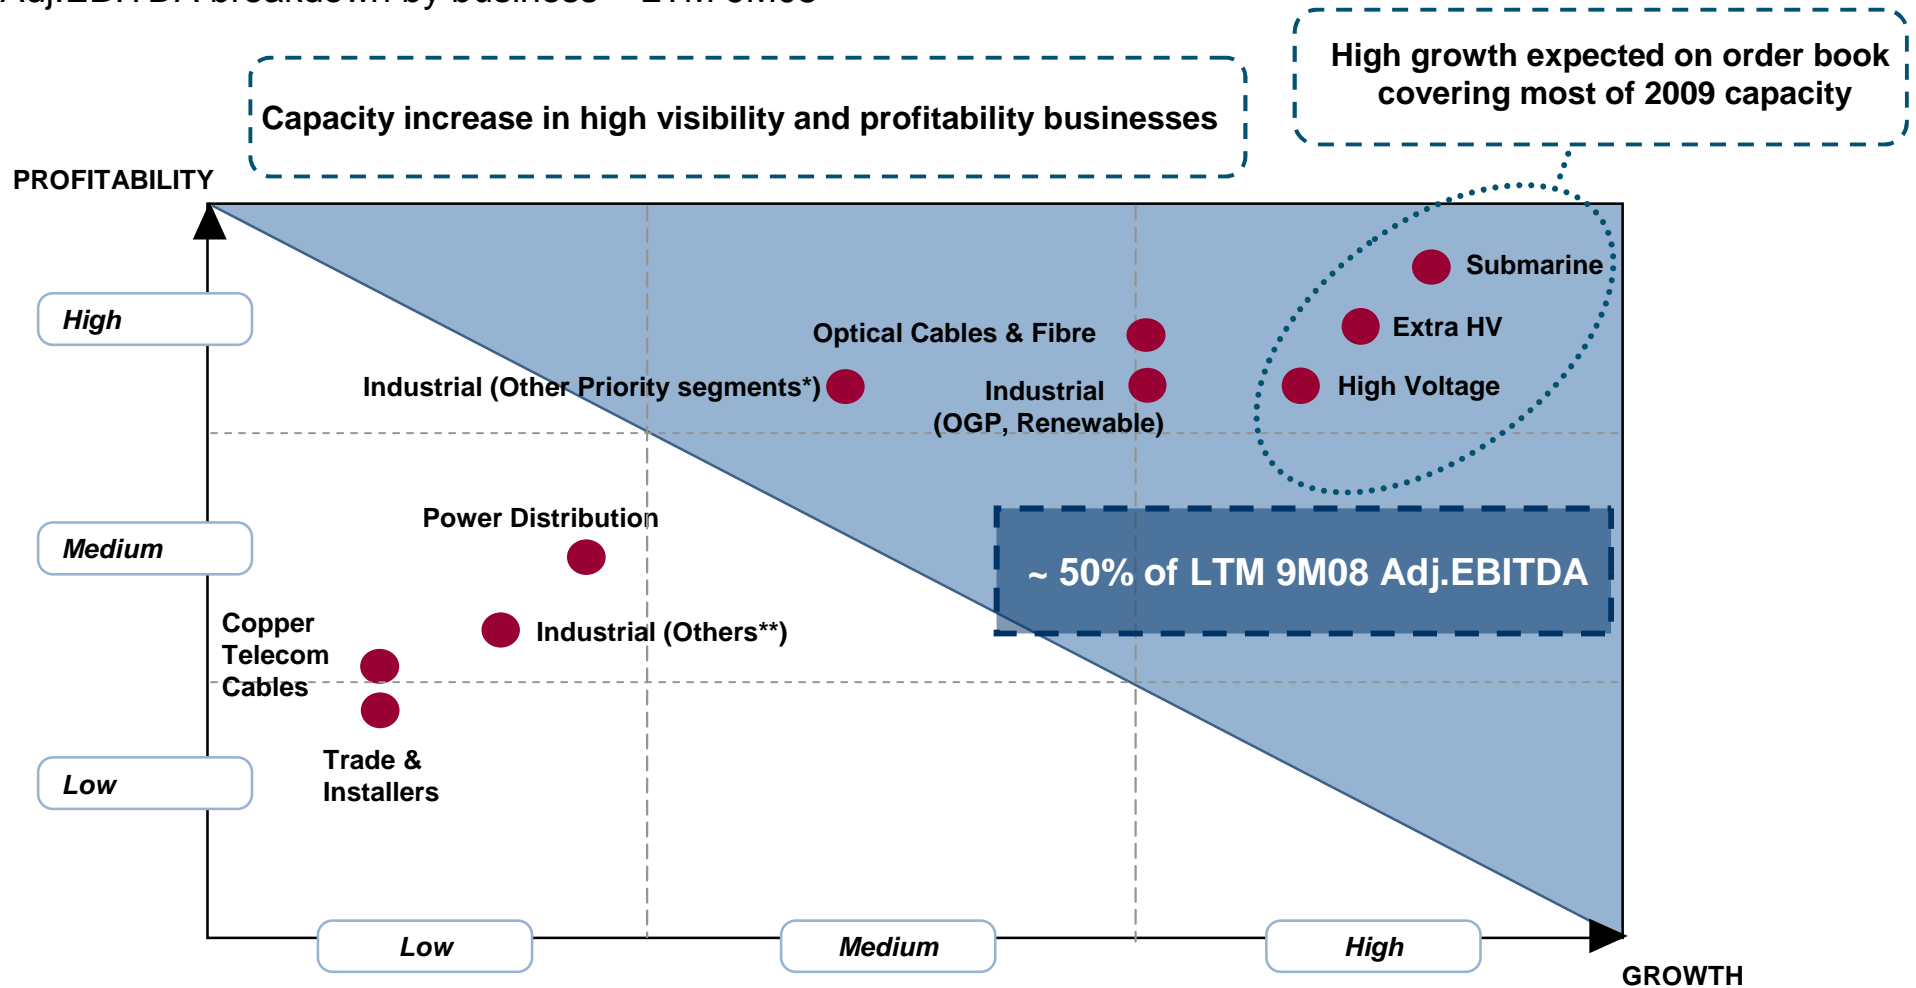 High growth expected on order book
covering most of 2009 capacity
Capacity increase in high visibility and profitability businesses
PROFITABILITY
Submarine
High
Extra HV
Optical Cables & Fibre
Industrial (Other Priority segments*)
Industrial
(OGP, Renewable)
High Voltage
Power Distribution
Medium
~ 50% of LTM 9M08 Adj.EBITDA
Copper
Telecom
Cables
Industrial (Others**)
Trade &
Installers
Low
Low
Medium
High
GROWTH